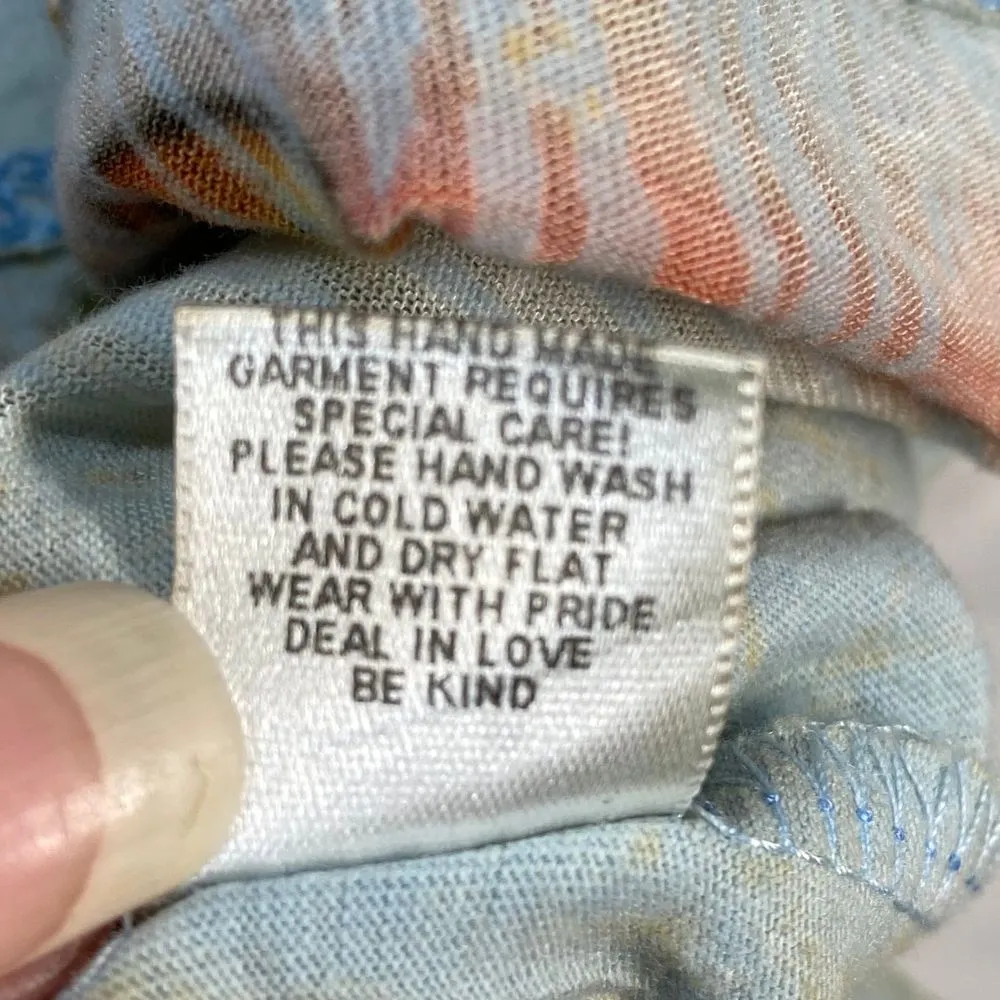 THIS HAND MADE
GARMENT REQUIRES
SPECIAL CARE!
PLEASE HAND WASH
IN COLD WATER
AND DRY FLAT
WEAR WITH PRIDE
DEAL IN LOVE
BE KIND